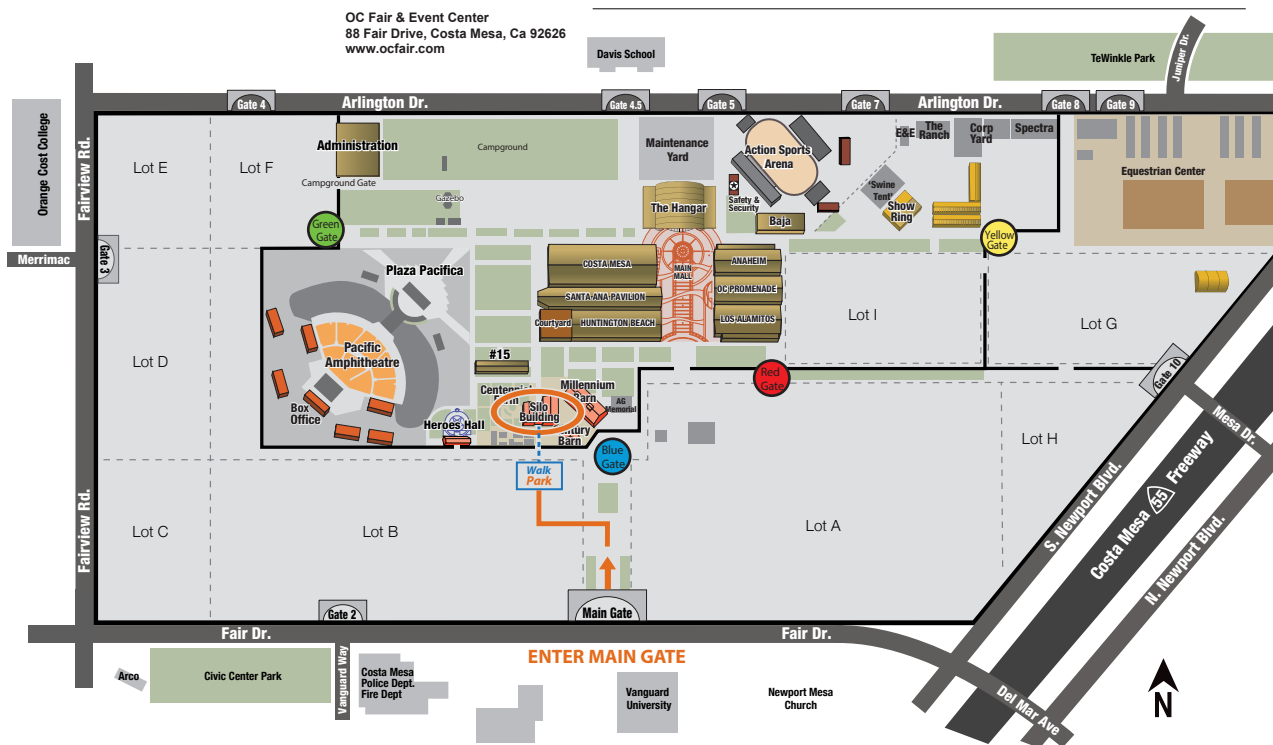 OC Fair & Event Center
88 Fair Drive, Costa Mesa, Ca 92626
www.ocfair.com
Davis School
TeWinkle Park
Juniper Dr.
Gate 4
Arlington Dr.
Gate 4.5
Gate 5
Gate 7
Arlington Dr.
Gate 8
Gate 9
Orange Cost College
Fairview Rd.
Lot E
Lot F
Administration
Campground
Campground Gate
Maintenance
Yard
Action Sports
Arena
E&E
The
Ranch
Corp
Yard
Spectra
Equestrian Center
Gazebo
The Hangar
Safety &
Security
Baja
'Swine
Tent'
Show
Ring
Green
Gate
Yellow
Gate
Merrimac
Gate 3
Plaza Pacifica
COSTA MESA
MAIN
MALL
ANAHEIM
SANTA ANA PAVILION
OC PROMENADE
Courtyard
HUNTINGTON BEACH
LOS ALAMITOS
Lot I
Lot G
Lot D
Pacific
Amphitheatre
#15
Red
Gate
Gate 10
Box
Office
Centennial
Farm
Silo
Building
Millennium
Barn
AG
Memorial
Heroes Hall
Century
Barn
Blue
Gate
Lot H
Mesa Dr.
Walk
Park
Lot C
Lot B
Lot A
Fairview Rd.
S. Newport Blvd.
Costa Mesa 55 Freeway
N. Newport Blvd.
Gate 2
Main Gate
Fair Dr.
Fair Dr.
ENTER MAIN GATE
Arco
Civic Center Park
Vanguard Way
Costa Mesa
Police Dept.
Fire Dept
Vanguard
University
Newport Mesa
Church
Del Mar Ave
N